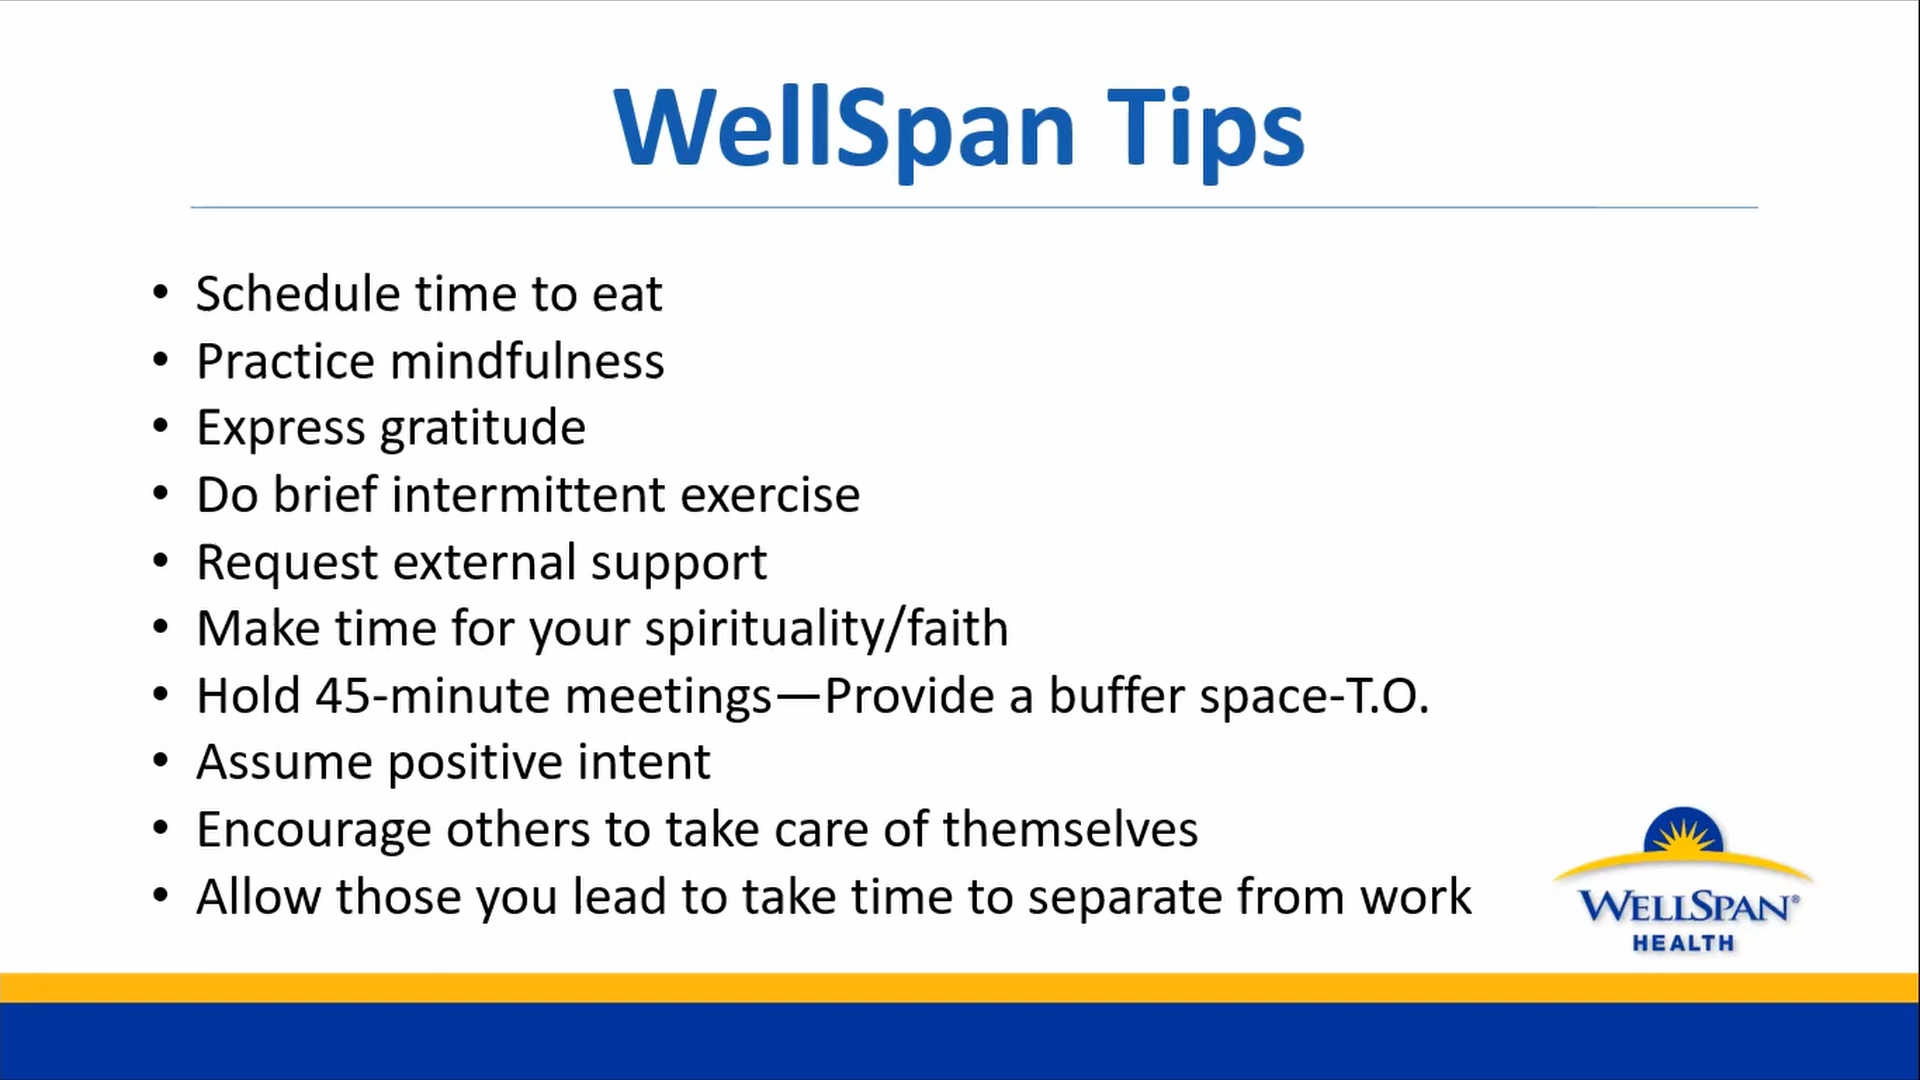 WellSpan Tips
• Schedule time to eat
• Practice mindfulness
• Express gratitude
• Do brief intermittent exercise
• Request external support
• Make time for your spirituality/faith
• Hold 45-minute meetings—Provide a buffer space-T.O.
• Assume positive intent
• Encourage others to take care of themselves
• Allow those you lead to take time to separate from work
WELLSPAN®
HEALTH